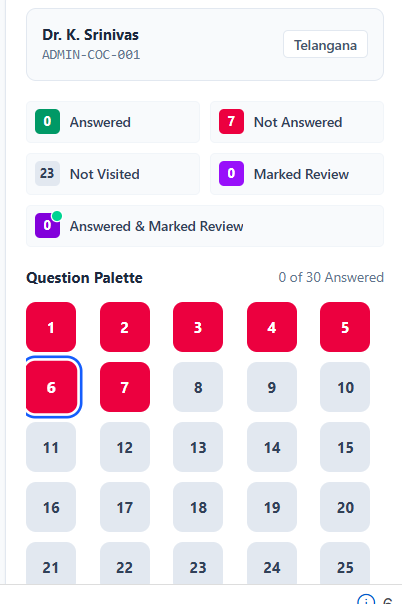 Dr. K. Srinivas
ADMIN-COC-001
Telangana
0 Answered
7 Not Answered
23 Not Visited
0 Marked Review
0 Answered & Marked Review
Question Palette
0 of 30 Answered
1 2 3 4 5
6 7 8 9 10
11 12 13 14 15
16 17 18 19 20
21 22 23 24 25